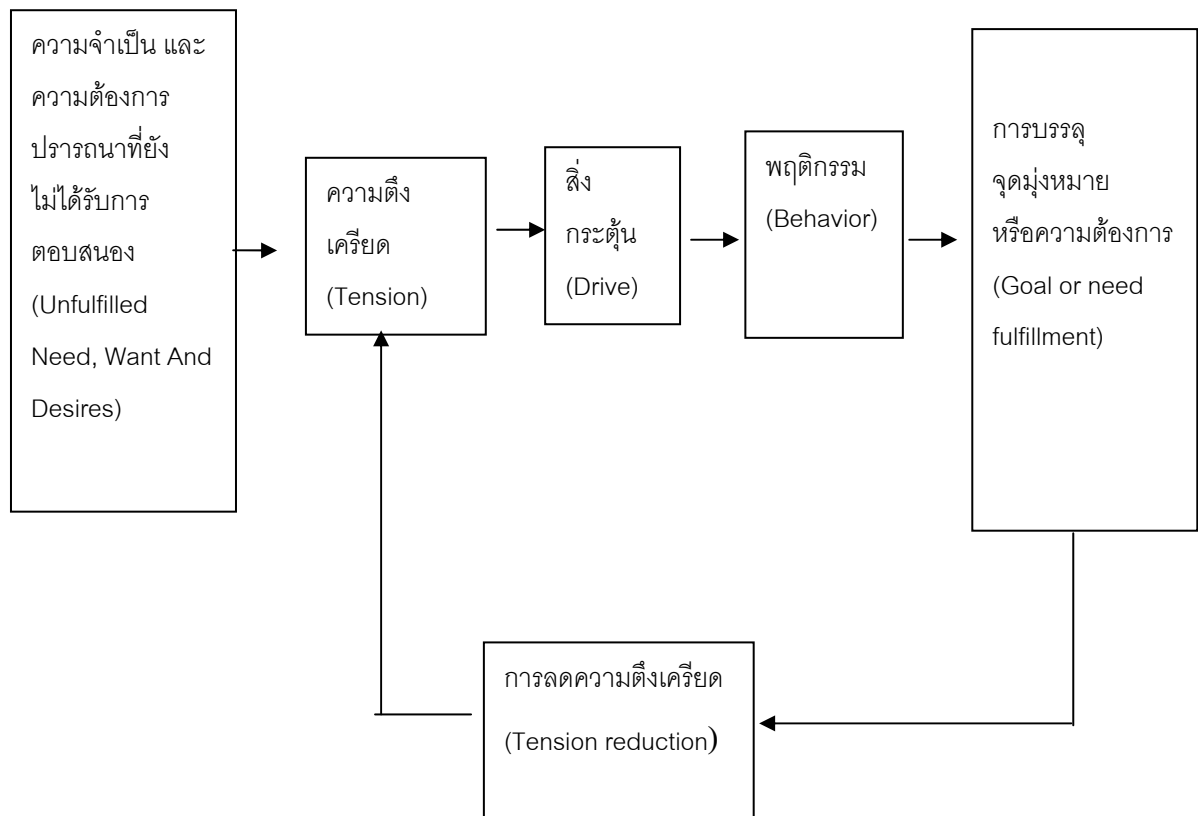 ความจำเป็น และ
ความต้องการ
ปรารถนาที่ยัง
ไม่ได้รับการ
ตอบสนอง
(Unfulfilled
Need, Want And
Desires)
ความตึง
เครียด
(Tension)
สิ่ง
กระตุ้น
(Drive)
พฤติกรรม
(Behavior)
การบรรลุ
จุดมุ่งหมาย
หรือความต้องการ
(Goal or need
fulfillment)
การลดความตึงเครียด
(Tension reduction)